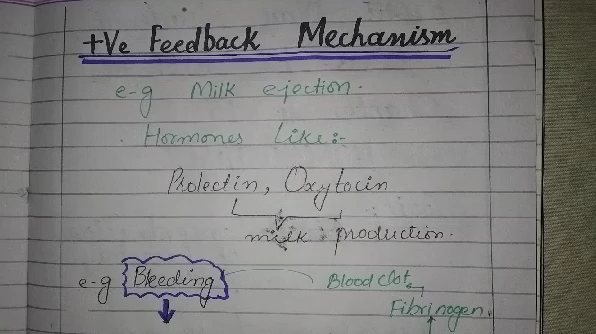 +Ve Feedback Mechanism
e-g Milk ejection.
Hormones like:-
Prolectin, Oxytocin
milk production.
e-g Bleeding Blood clot
Fibrinogen.